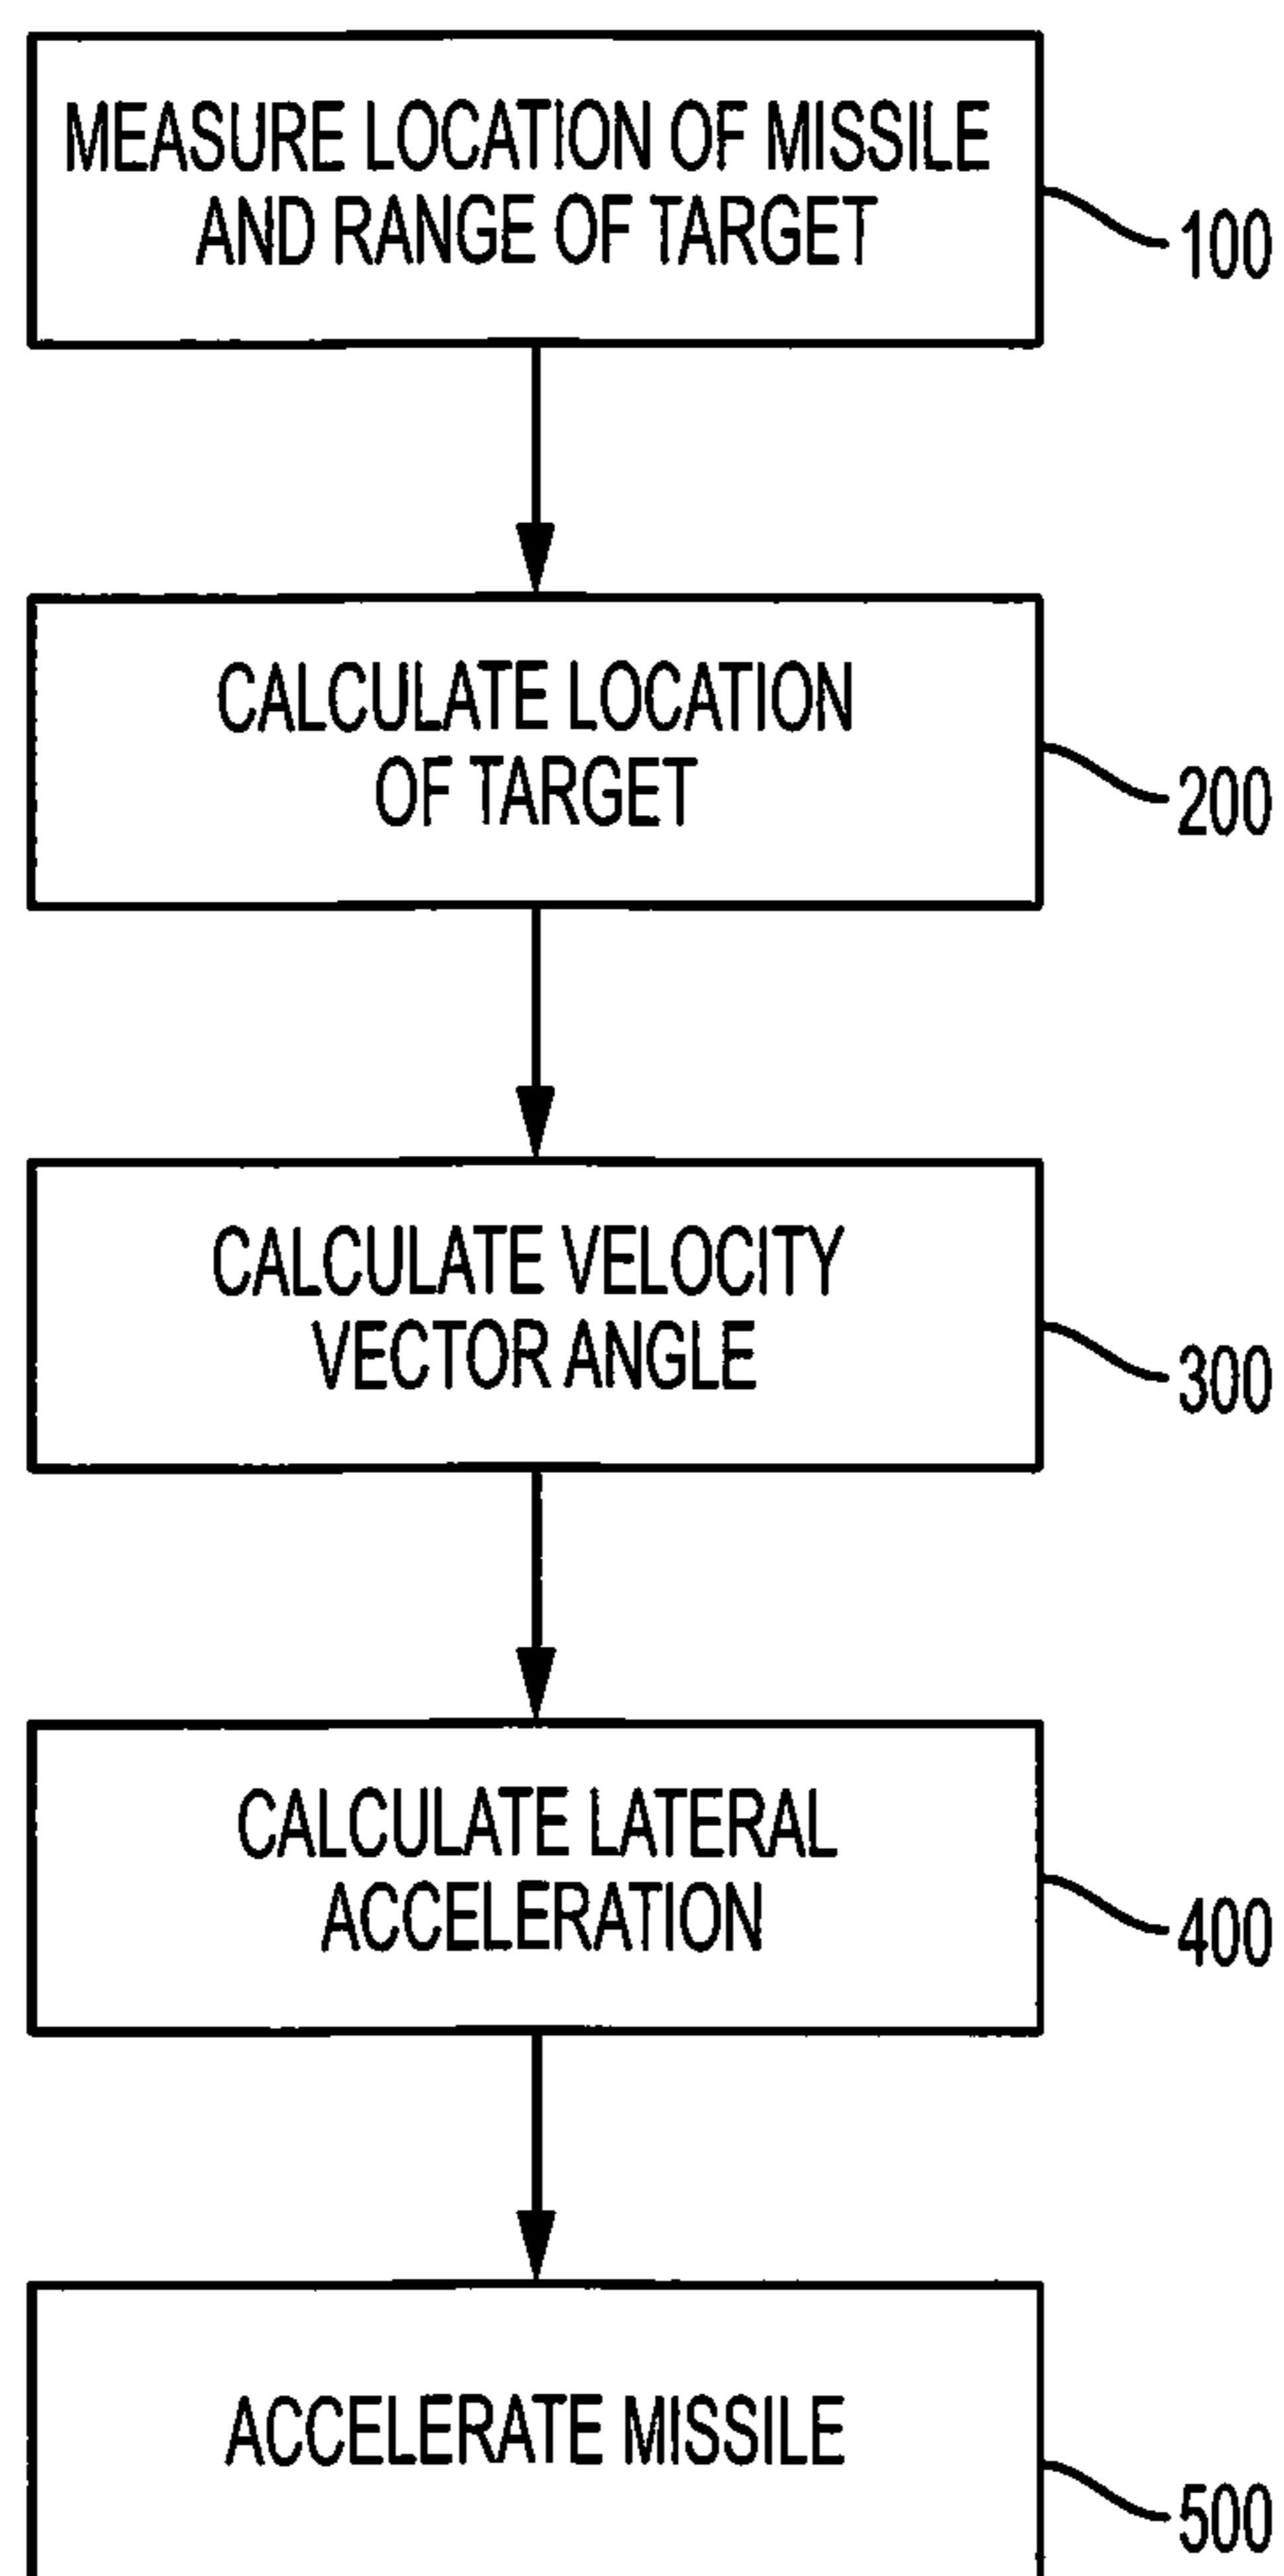 MEASURE LOCATION OF MISSILE
AND RANGE OF TARGET
100
CALCULATE LOCATION
OF TARGET
200
CALCULATE VELOCITY
VECTOR ANGLE
300
CALCULATE LATERAL
ACCELERATION
400
ACCELERATE MISSILE
500